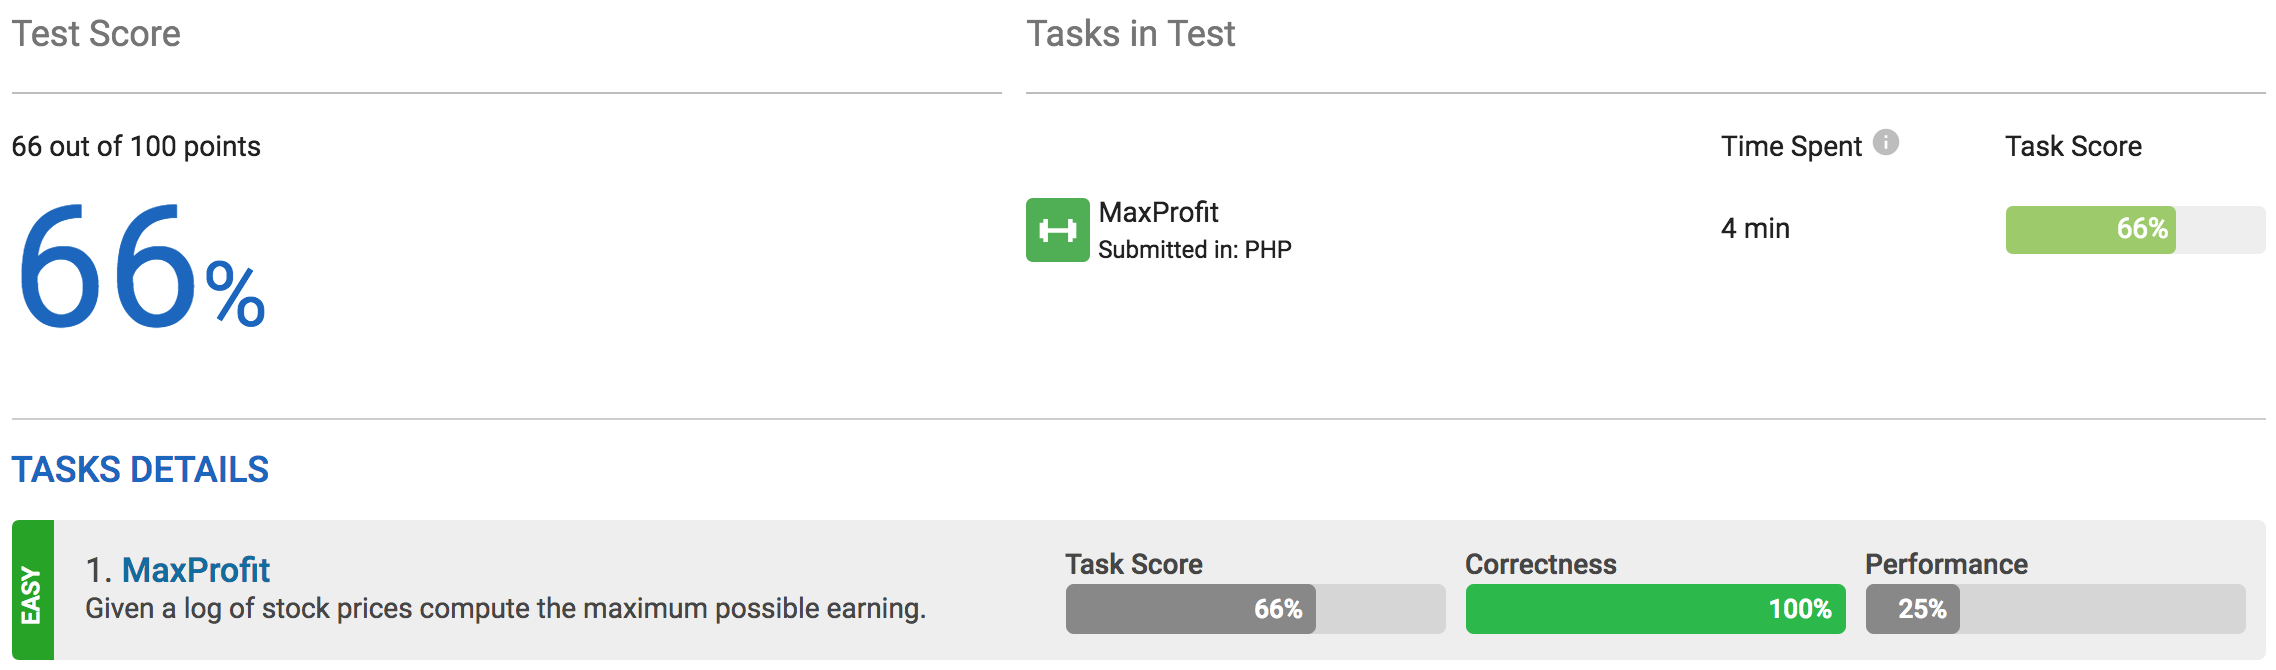 Test Score
Tasks in Test
66 out of 100 points
Time Spent
Task Score
66%
MaxProfit
Submitted in: PHP
4 min
66%
TASKS DETAILS
EASY
1. MaxProfit
Given a log of stock prices compute the maximum possible earning.
Task Score
66%
Correctness
100%
Performance
25%